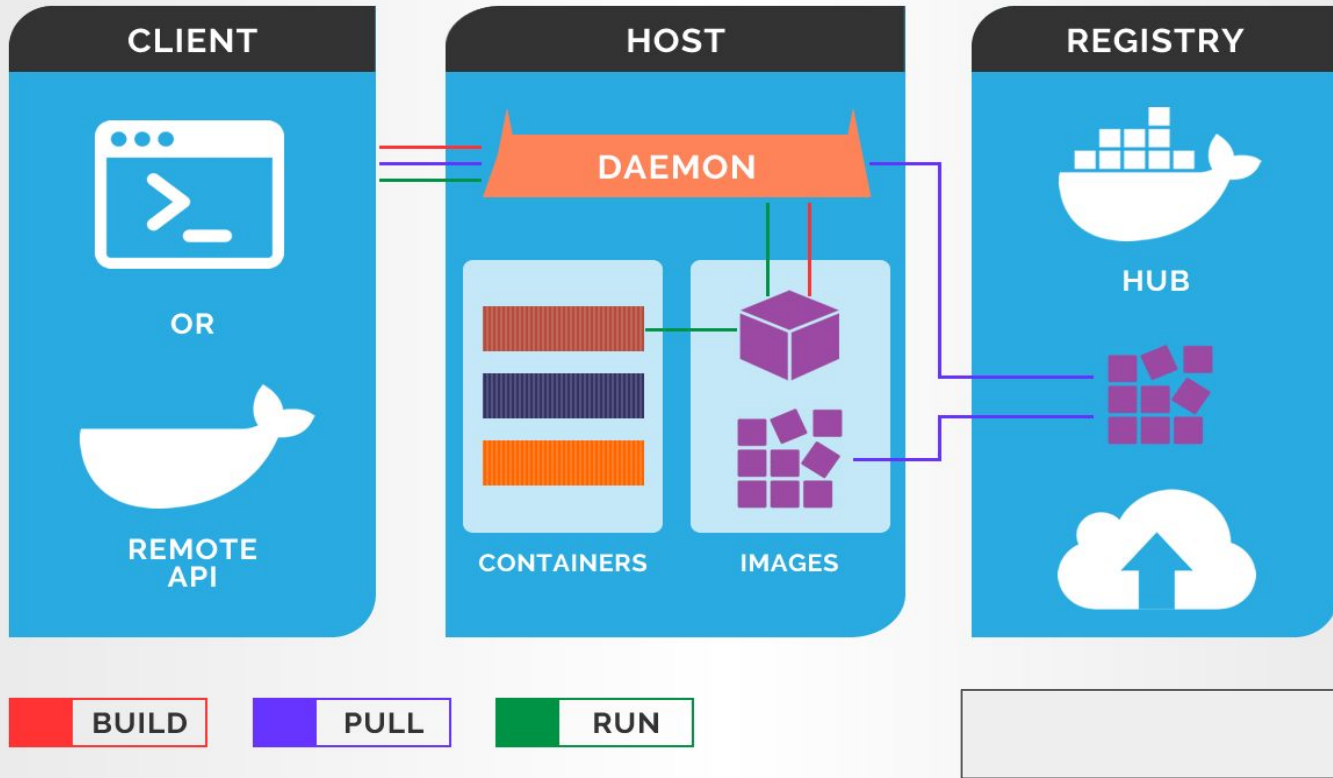 CLIENT
HOST
REGISTRY
DAEMON
OR
HUB
REMOTE
API
CONTAINERS
IMAGES
BUILD
PULL
RUN